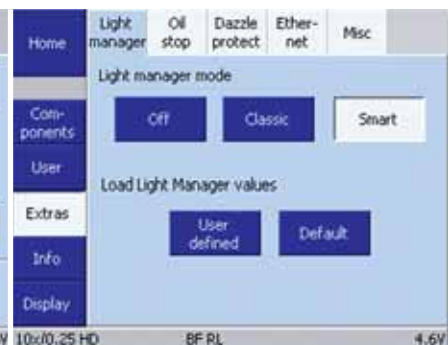 Home
Light manager
Oil stop
Dazzle protect
Ether-net
Misc
Light manager mode
Com-ponents
Off
Classic
Smart
User
Load Light Manager values
Extras
User defined
Default
Info
Display
10x/0.25 HD
BF RL
4.6V